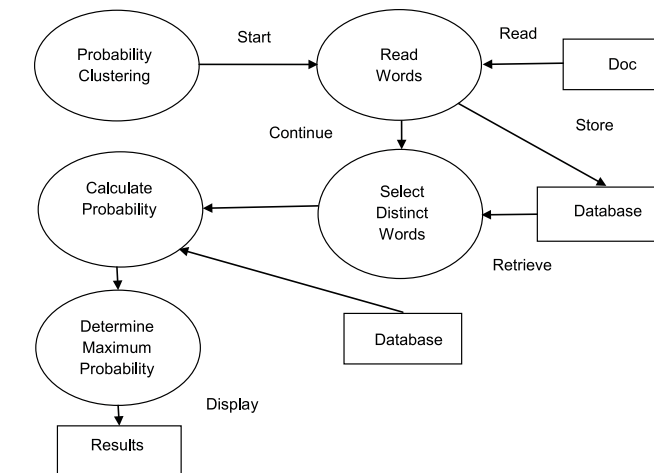 Start
Read
Probability
Clustering
Read
Words
Doc
Continue
Store
Calculate
Probability
Select
Distinct
Words
Database
Retrieve
Determine
Maximum
Probability
Database
Display
Results